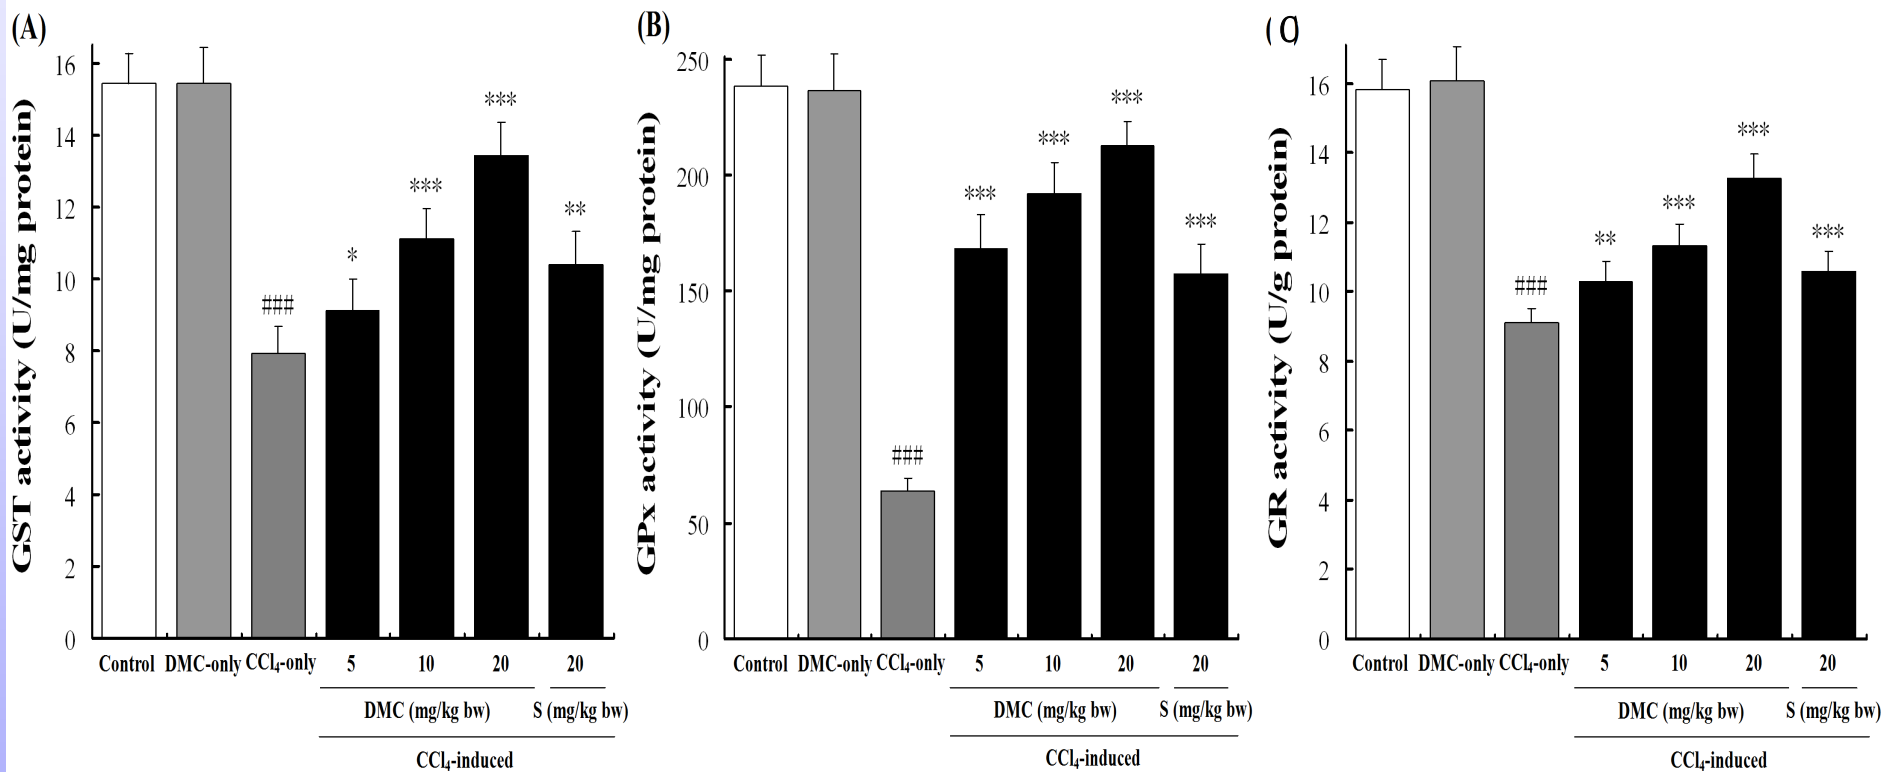 (A)
GST activity (U/mg protein)
16
14
12
10
8
6
4
2
0
###
*
***
***
**
Control DMC-only CCl₄-only 5 10 20 20
DMC (mg/kg bw) S (mg/kg bw)
CCl₄-induced
(B)
GPx activity (U/mg protein)
250
200
150
100
50
0
###
***
***
***
***
Control DMC-only CCl₄-only 5 10 20 20
DMC (mg/kg bw) S (mg/kg bw)
CCl₄-induced
(C)
GR activity (U/g protein)
16
14
12
10
8
6
4
2
0
###
**
***
***
***
Control DMC-only CCl₄-only 5 10 20 20
DMC (mg/kg bw) S (mg/kg bw)
CCl₄-induced